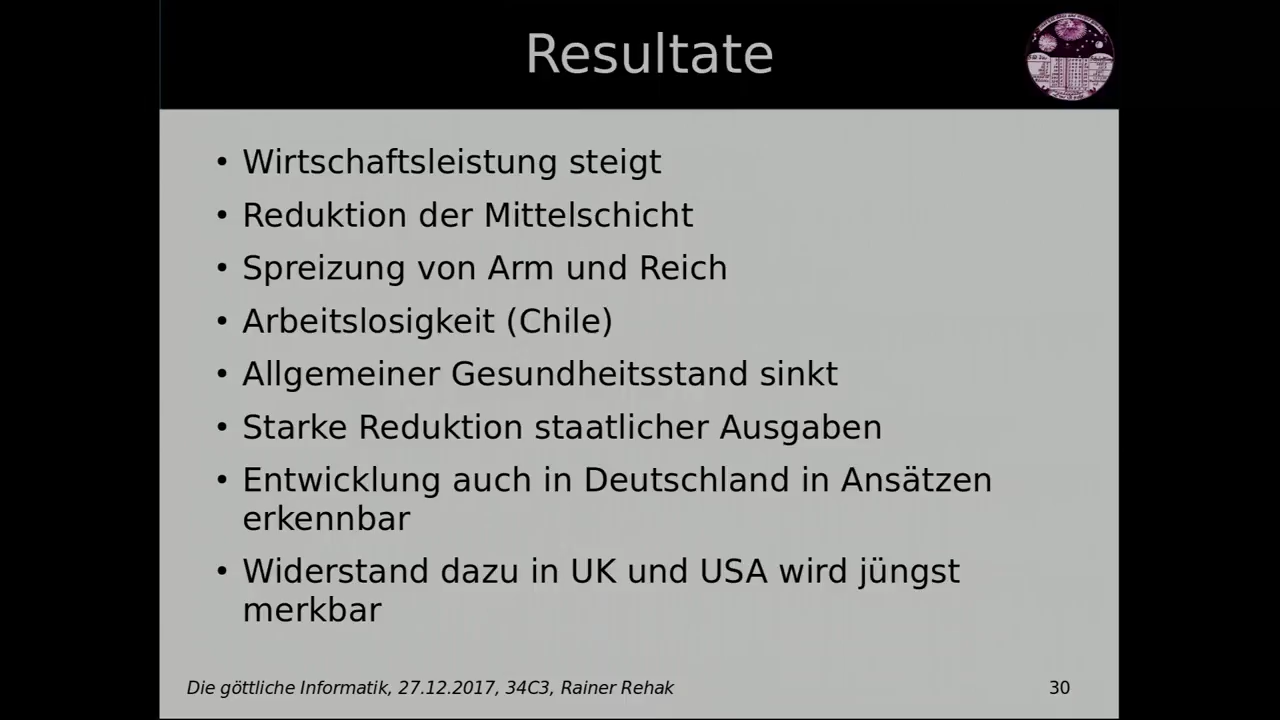 Resultate
• Wirtschaftsleistung steigt
• Reduktion der Mittelschicht
• Spreizung von Arm und Reich
• Arbeitslosigkeit (Chile)
• Allgemeiner Gesundheitsstand sinkt
• Starke Reduktion staatlicher Ausgaben
• Entwicklung auch in Deutschland in Ansätzen
erkennbar
• Widerstand dazu in UK und USA wird jüngst
merkbar
Die göttliche Informatik, 27.12.2017, 34C3, Rainer Rehak
30